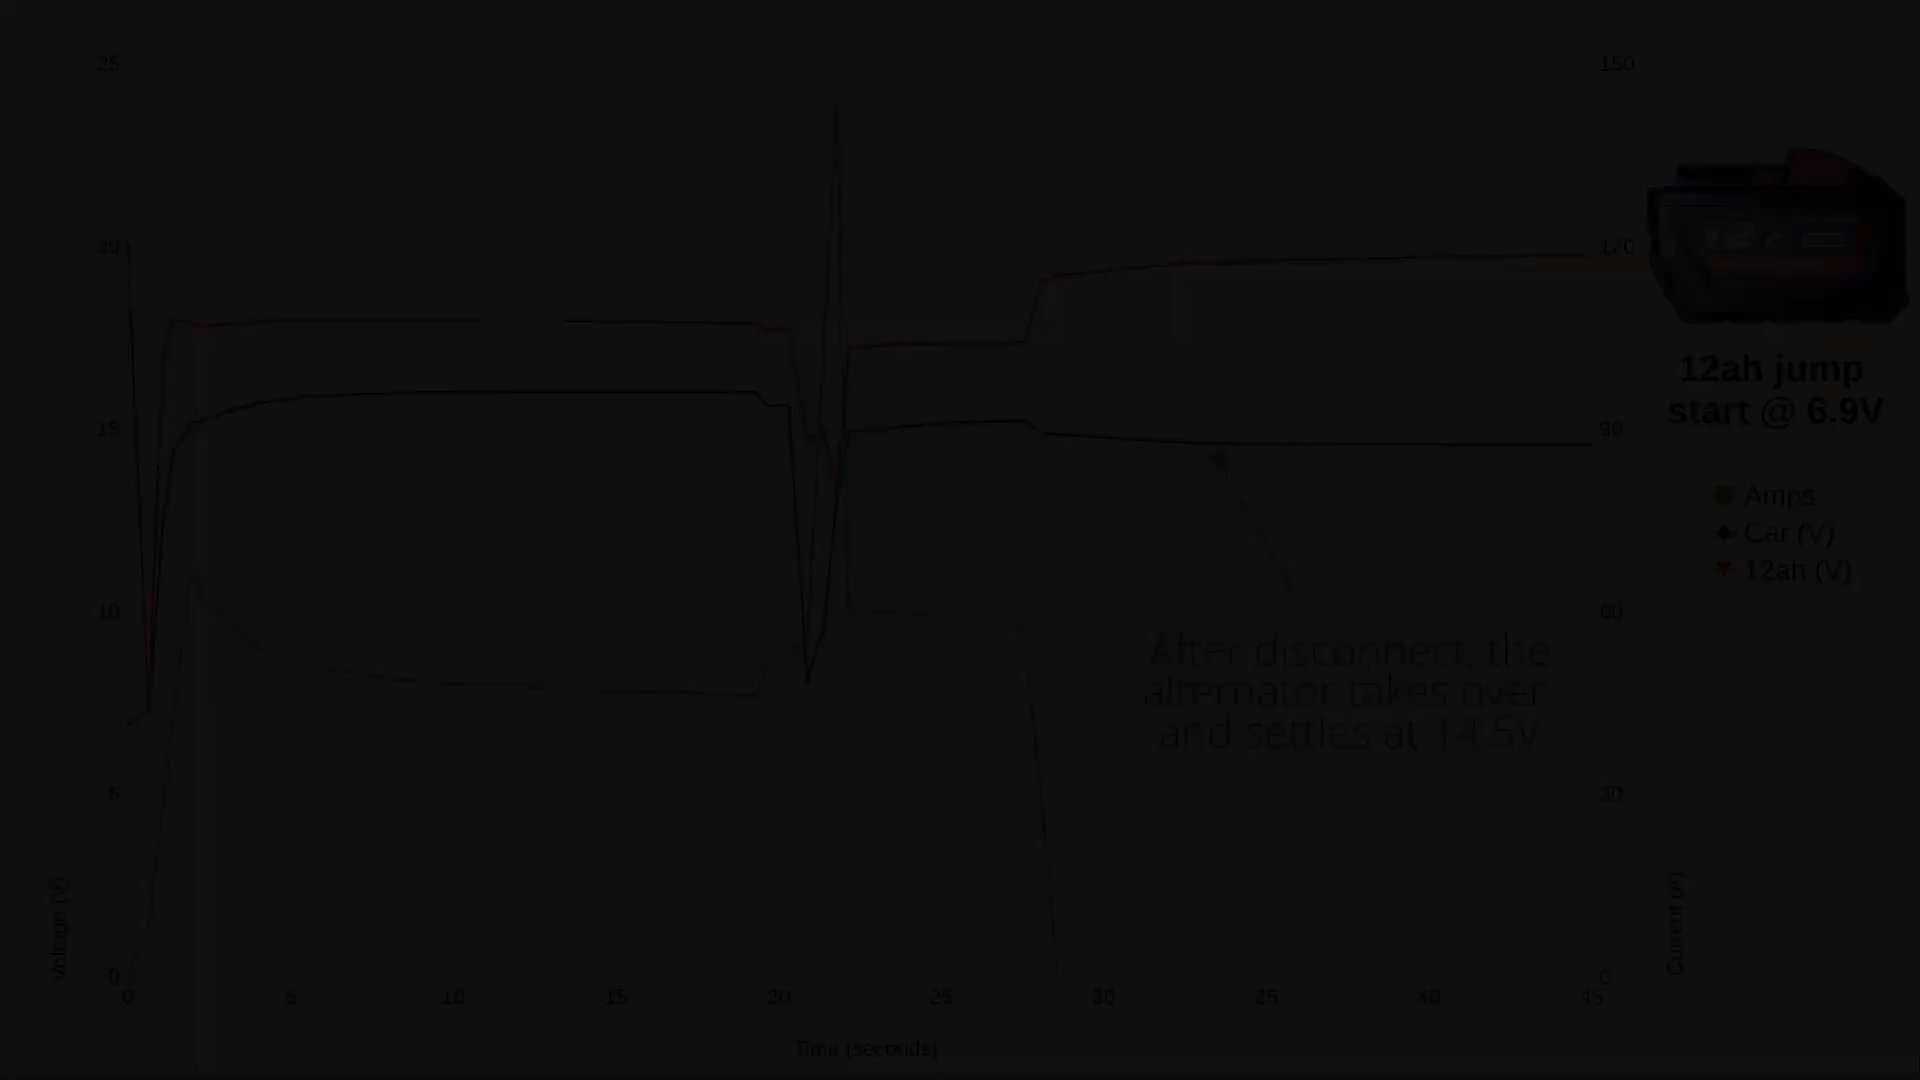 25
150
20
120
15
90
10
60
5
30
0
0
0 5 10 15 20 25 30 35 40 45
Time (seconds)
Voltage (V)
Current (A)
12ah jump
start @ 6.9V
Amps
Car (V)
12ah (V)
After disconnect, the
alternator takes over
and settles at 14.5V